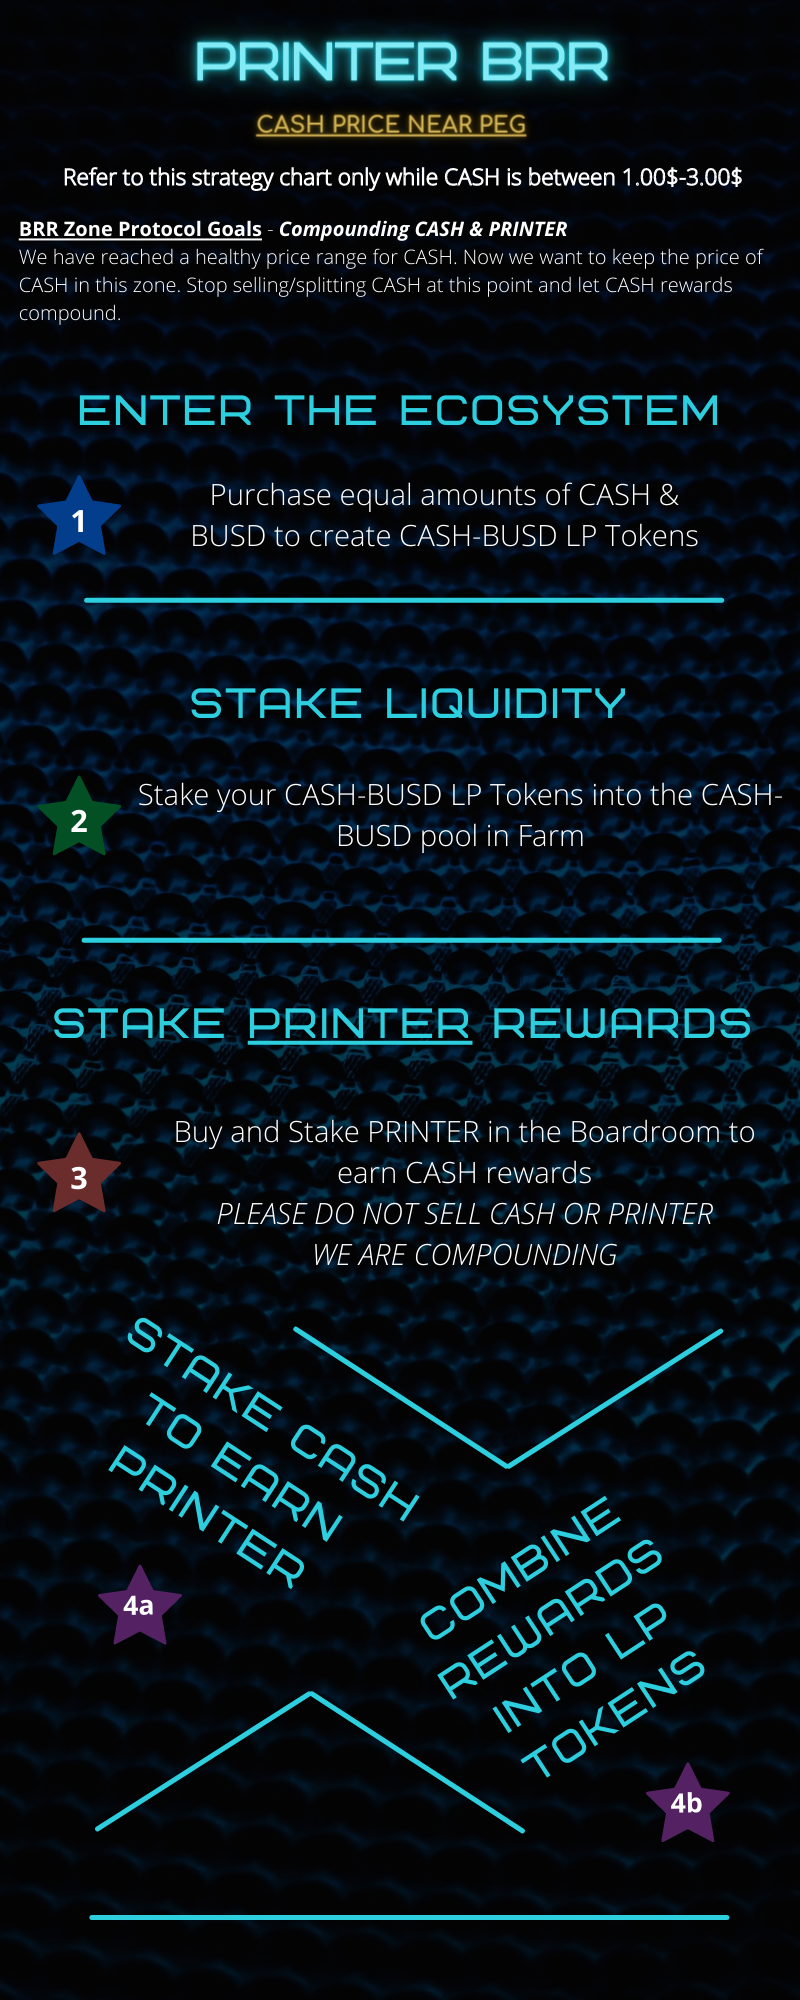 PRINTER BRR
CASH PRICE NEAR PEG
Refer to this strategy chart only while CASH is between 1.00$-3.00$
BRR Zone Protocol Goals - Compounding CASH & PRINTER
We have reached a healthy price range for CASH. Now we want to keep the price of
CASH in this zone. Stop selling/splitting CASH at this point and let CASH rewards
compound.
ENTER THE ECOSYSTEM
1
Purchase equal amounts of CASH &
BUSD to create CASH-BUSD LP Tokens
STAKE LIQUIDITY
2
Stake your CASH-BUSD LP Tokens into the CASH-
BUSD pool in Farm
STAKE PRINTER REWARDS
3
Buy and Stake PRINTER in the Boardroom to
earn CASH rewards
PLEASE DO NOT SELL CASH OR PRINTER
WE ARE COMPOUNDING
STAKE CASH
TO EARN
PRINTER
4a
COMBINE
REWARDS
INTO LP
TOKENS
4b